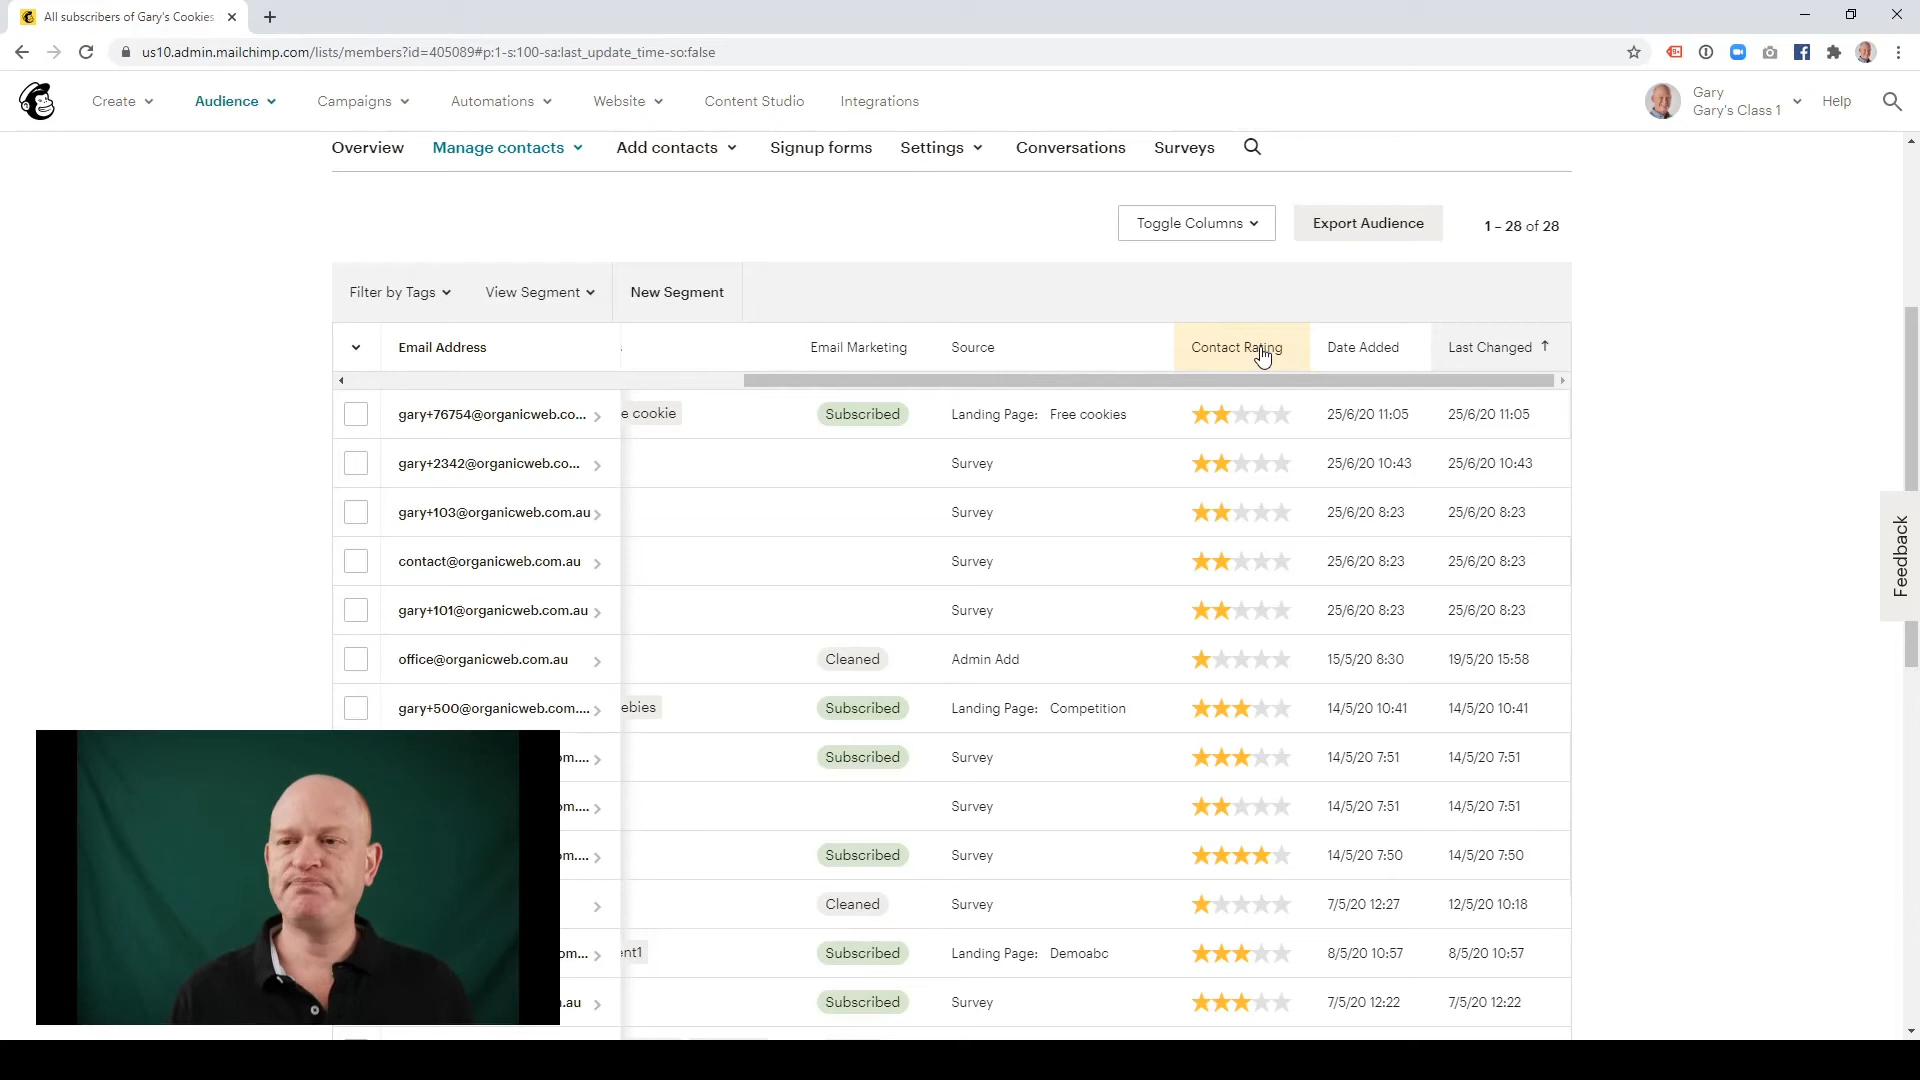 All subscribers of Gary's Cookies
us10.admin.mailchimp.com/lists/members?id=405089#p:1-s:100-sa:last_update_time-so:false
Create Audience Campaigns Automations Website Content Studio Integrations
Gary
Gary's Class 1
Help
Overview Manage contacts Add contacts Signup forms Settings Conversations Surveys
Toggle Columns Export Audience 1 – 28 of 28
Filter by Tags View Segment New Segment
Email Address Email Marketing Source Contact Rating Date Added Last Changed
gary+76754@organicweb.co... e cookie Subscribed Landing Page: Free cookies 25/6/20 11:05 25/6/20 11:05
gary+2342@organicweb.co... Survey 25/6/20 10:43 25/6/20 10:43
gary+103@organicweb.com.au Survey 25/6/20 8:23 25/6/20 8:23
contact@organicweb.com.au Survey 25/6/20 8:23 25/6/20 8:23
gary+101@organicweb.com.au Survey 25/6/20 8:23 25/6/20 8:23
office@organicweb.com.au Cleaned Admin Add 15/5/20 8:30 19/5/20 15:58
gary+500@organicweb.com.... ebies Subscribed Landing Page: Competition 14/5/20 10:41 14/5/20 10:41
om.... Subscribed Survey 14/5/20 7:51 14/5/20 7:51
om.... Survey 14/5/20 7:51 14/5/20 7:51
om.... Subscribed Survey 14/5/20 7:50 14/5/20 7:50
Cleaned Survey 7/5/20 12:27 12/5/20 10:18
om... ent1 Subscribed Landing Page: Demoabc 8/5/20 10:57 8/5/20 10:57
.au Subscribed Survey 7/5/20 12:22 7/5/20 12:22
Feedback